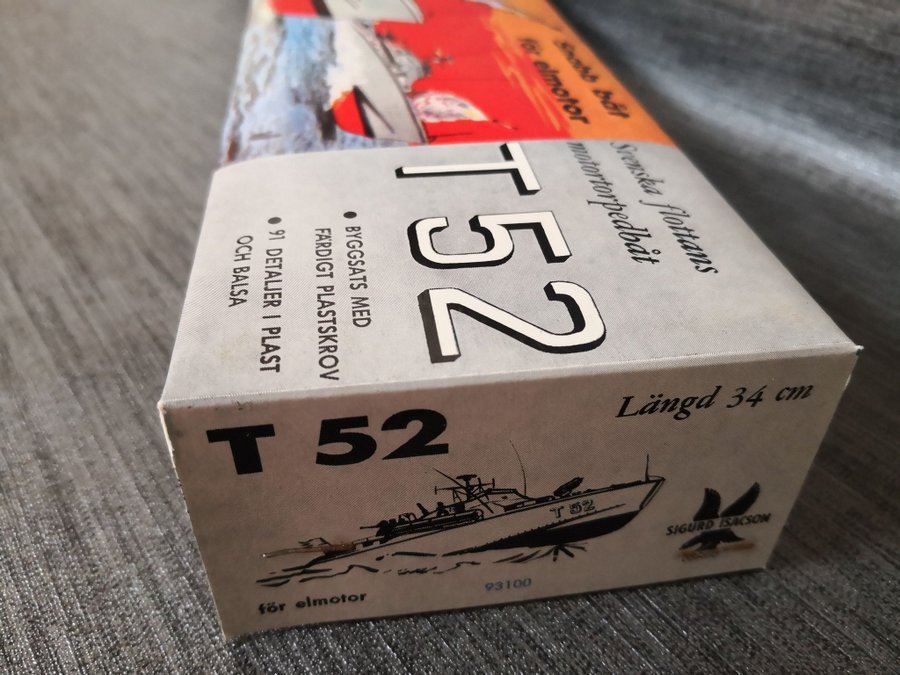 Snabb båt
för elmotor
Svenska flottans
motortorpedbåt
T 52
• BYGGSATS MED
FÄRDIGT PLASTSKROV
• 91 DETALJER I PLAST
OCH BALSA
T 52
Längd 34 cm
T 52
SIGURD ISACSON
för elmotor
93100